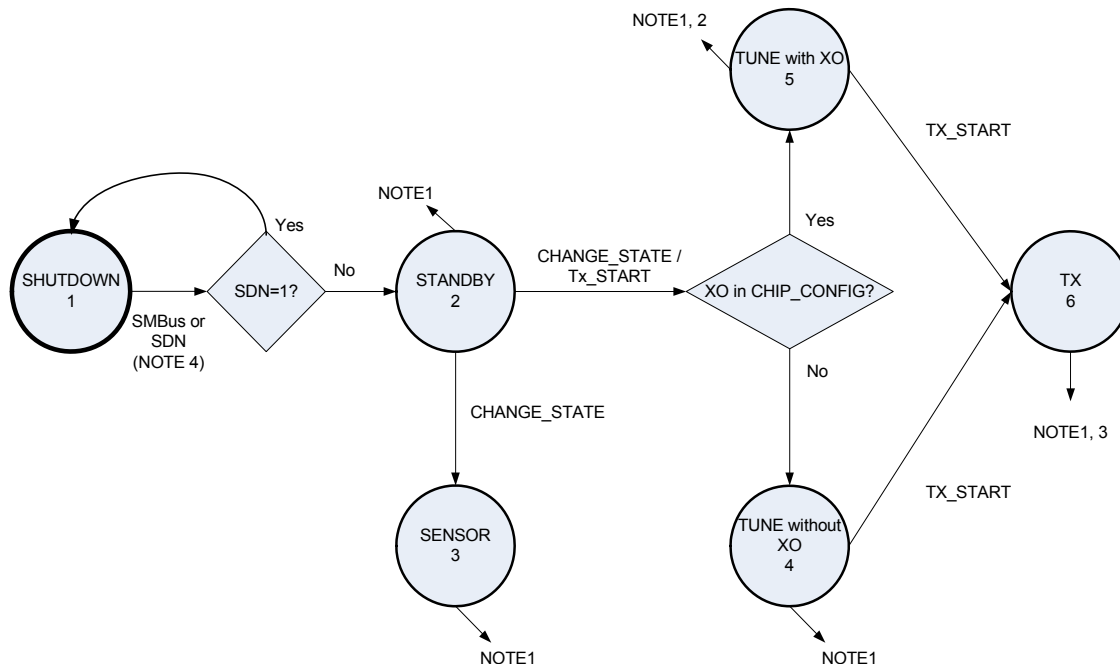 NOTE1, 2
TUNE with XO
5
TX_START
NOTE1
Yes
Yes
SHUTDOWN
1
SDN=1?
No
STANDBY
2
CHANGE_STATE /
Tx_START
XO in CHIP_CONFIG?
TX
6
SMBus or
SDN
(NOTE 4)
No
CHANGE_STATE
NOTE1, 3
TX_START
SENSOR
3
TUNE without
XO
4
NOTE1
NOTE1